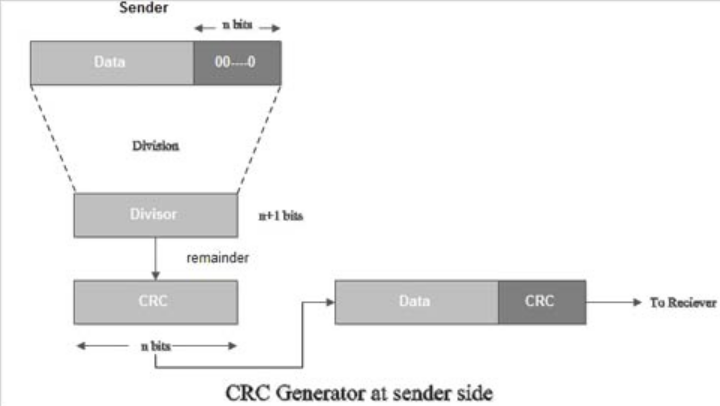 Sender
n bits
Data
00----0
Division
Divisor
n+1 bits
remainder
CRC
n bits
Data
CRC
To Reciever
CRC Generator at sender side